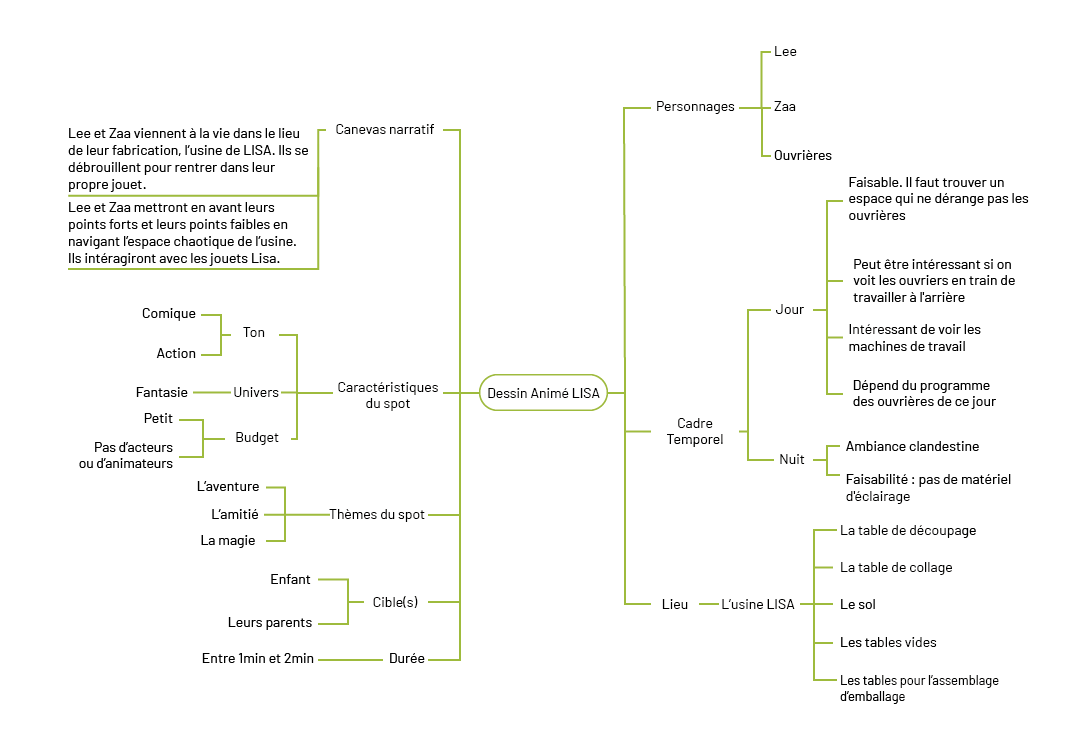 Dessin Animé LISA
Canevas narratif
Lee et Zaa viennent à la vie dans le lieu
de leur fabrication, l'usine de LISA. Ils se
débrouillent pour rentrer dans leur
propre jouet.
Lee et Zaa mettront en avant leurs
points forts et leurs points faibles en
navigant l'espace chaotique de l'usine.
Ils intéragiront avec les jouets Lisa.
Caractéristiques
du spot
Ton
Comique
Action
Univers
Fantasie
Budget
Petit
Pas d'acteurs
ou d'animateurs
Thèmes du spot
L'aventure
L'amitié
La magie
Cible(s)
Enfant
Leurs parents
Durée
Entre 1min et 2min
Personnages
Lee
Zaa
Ouvrières
Cadre
Temporel
Jour
Faisable. Il faut trouver un
espace qui ne dérange pas les
ouvrières
Peut être intéressant si on
voit les ouvriers en train de
travailler à l'arrière
Intéressant de voir les
machines de travail
Dépend du programme
des ouvrières de ce jour
Nuit
Ambiance clandestine
Faisabilité : pas de matériel
d'éclairage
Lieu
L'usine LISA
La table de découpage
La table de collage
Le sol
Les tables vides
Les tables pour l'assemblage
d'emballage